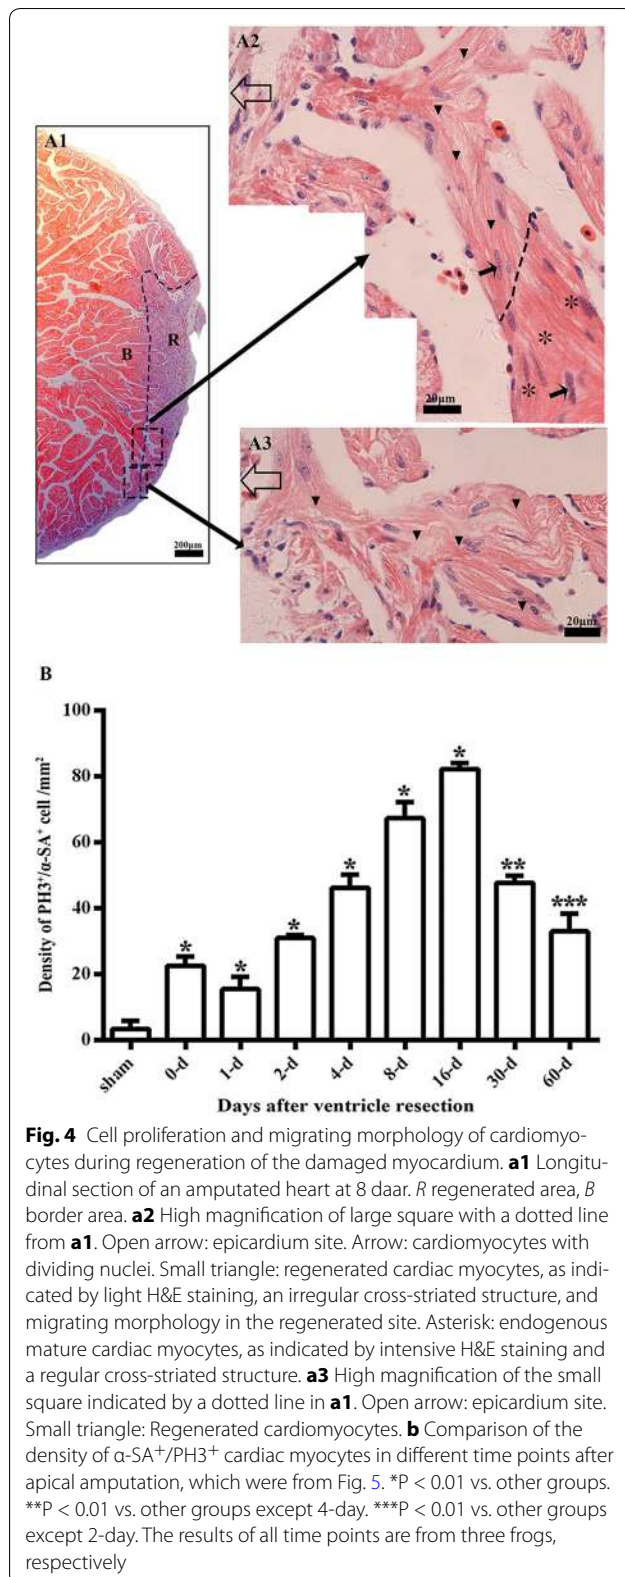 A2
A1
R
B
20µm
A3
200µm
20µm
B
100
80
60
40
20
0
Density of PH3⁺/α-SA⁺ cell /mm²
*
*
*
*
*
*
**
***
sham
0-d
1-d
2-d
4-d
8-d
16-d
30-d
60-d
Days after ventricle resection
Fig. 4 Cell proliferation and migrating morphology of cardiomyo-
cytes during regeneration of the damaged myocardium. a1 Longitu-
dinal section of an amputated heart at 8 daar. R regenerated area, B
border area. a2 High magnification of large square with a dotted line
from a1. Open arrow: epicardium site. Arrow: cardiomyocytes with
dividing nuclei. Small triangle: regenerated cardiac myocytes, as indi-
cated by light H&E staining, an irregular cross-striated structure, and
migrating morphology in the regenerated site. Asterisk: endogenous
mature cardiac myocytes, as indicated by intensive H&E staining and
a regular cross-striated structure. a3 High magnification of the small
square indicated by a dotted line in a1. Open arrow: epicardium site.
Small triangle: Regenerated cardiomyocytes. b Comparison of the
density of α-SA⁺/PH3⁺ cardiac myocytes in different time points after
apical amputation, which were from Fig. 5. *P < 0.01 vs. other groups.
**P < 0.01 vs. other groups except 4-day. ***P < 0.01 vs. other groups
except 2-day. The results of all time points are from three frogs,
respectively